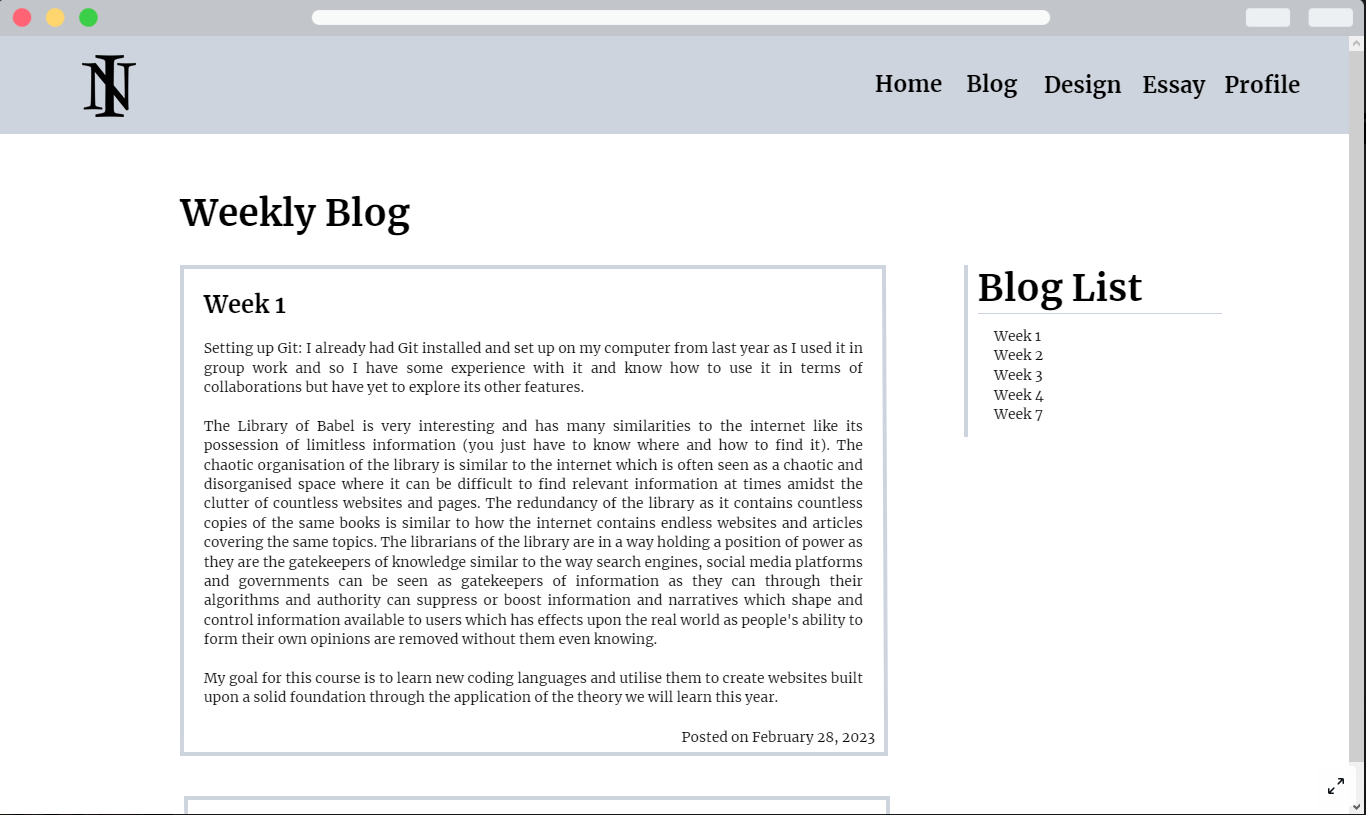 IN
Home Blog Design Essay Profile
Weekly Blog
Week 1
Setting up Git: I already had Git installed and set up on my computer from last year as I used it in
group work and so I have some experience with it and know how to use it in terms of
collaborations but have yet to explore its other features.
The Library of Babel is very interesting and has many similarities to the internet like its
possession of limitless information (you just have to know where and how to find it). The
chaotic organisation of the library is similar to the internet which is often seen as a chaotic and
disorganised space where it can be difficult to find relevant information at times amidst the
clutter of countless websites and pages. The redundancy of the library as it contains countless
copies of the same books is similar to how the internet contains endless websites and articles
covering the same topics. The librarians of the library are in a way holding a position of power as
they are the gatekeepers of knowledge similar to the way search engines, social media platforms
and governments can be seen as gatekeepers of information as they can through their
algorithms and authority can suppress or boost information and narratives which shape and
control information available to users which has effects upon the real world as people's ability to
form their own opinions are removed without them even knowing.
My goal for this course is to learn new coding languages and utilise them to create websites built
upon a solid foundation through the application of the theory we will learn this year.
Posted on February 28, 2023
Blog List
Week 1
Week 2
Week 3
Week 4
Week 7